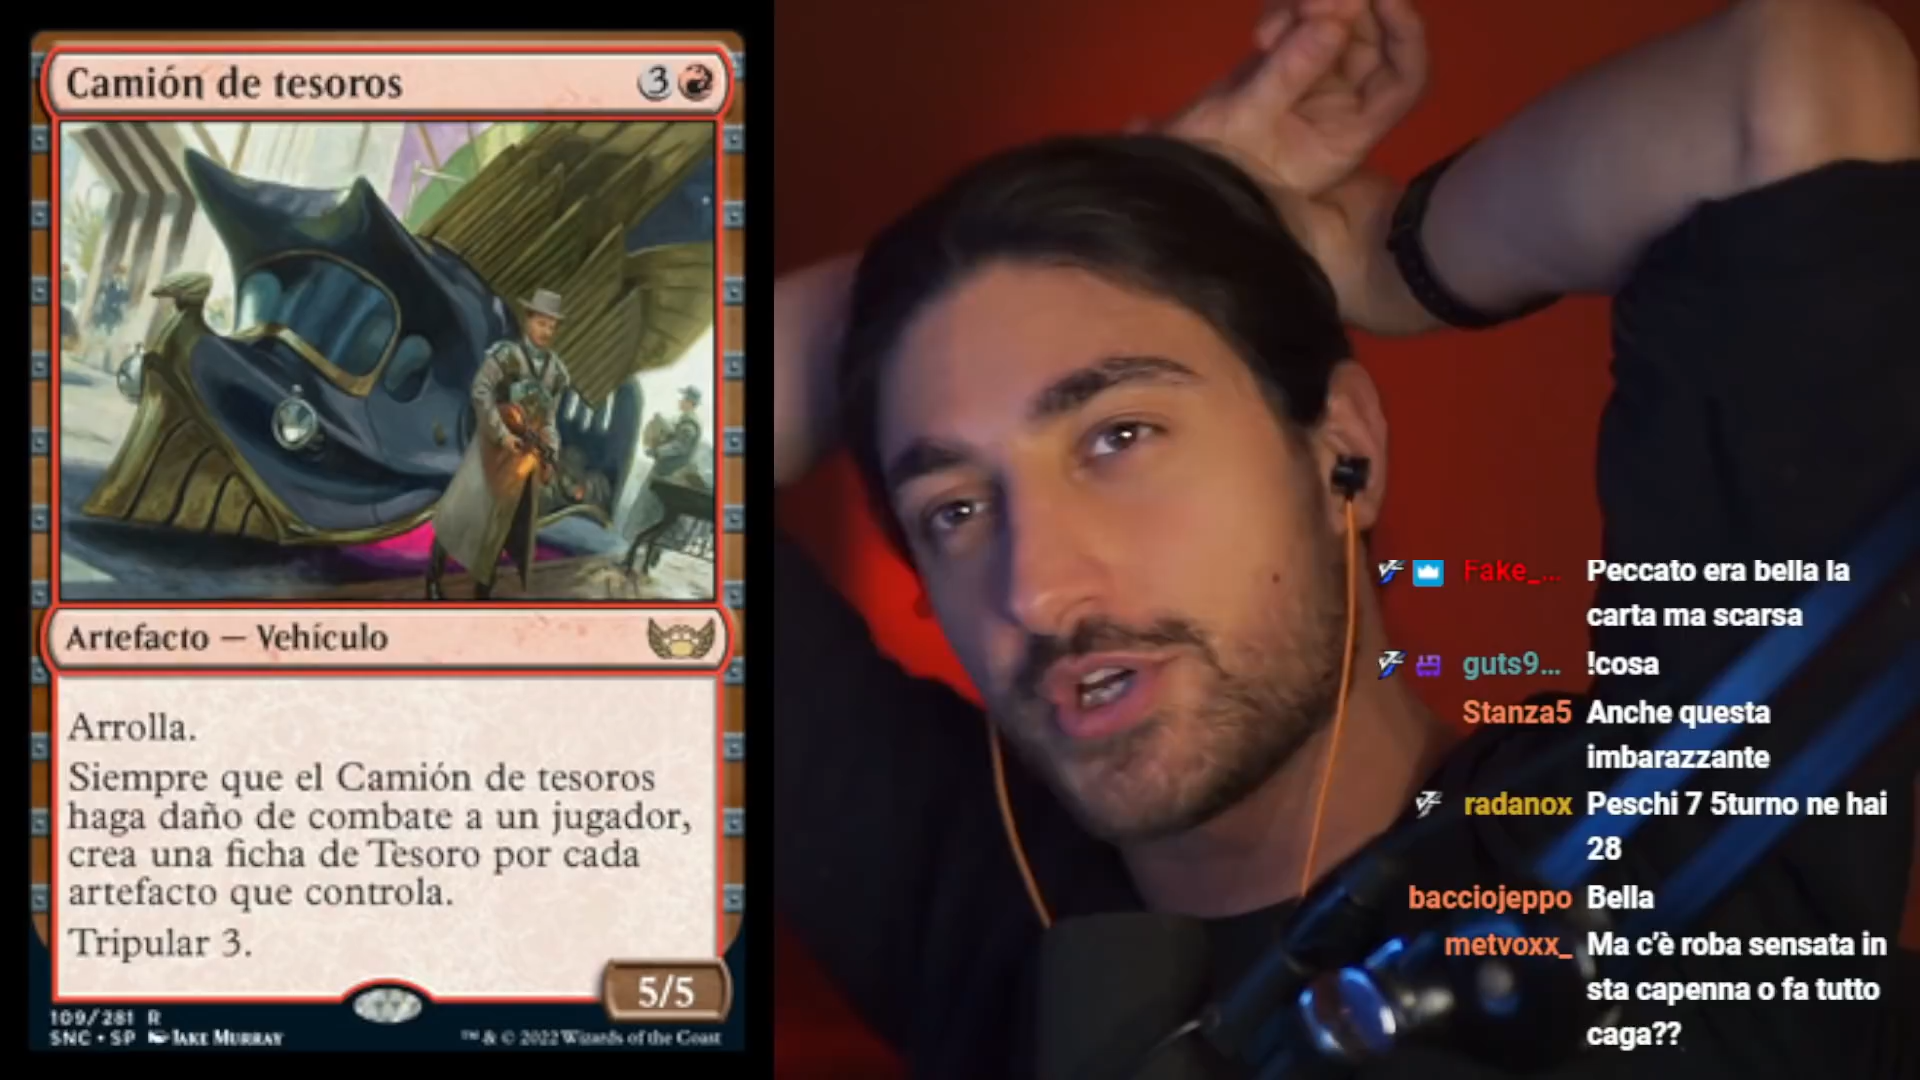 Camión de tesoros
3
Artefacto — Vehículo
Arrolla.
Siempre que el Camión de tesoros
haga daño de combate a un jugador,
crea una ficha de Tesoro por cada
artefacto que controla.
Tripular 3.
5/5
109/281 R
SNC • SP JAKE MURRAY
™ & © 2022 Wizards of the Coast
Fake_... Peccato era bella la
carta ma scarsa
guts9... !cosa
Stanza5 Anche questa
imbarazzante
radanox Peschi 7 5turno ne hai
28
bacciojeppo Bella
metvoxx_ Ma c'è roba sensata in
sta capenna o fa tutto
caga??